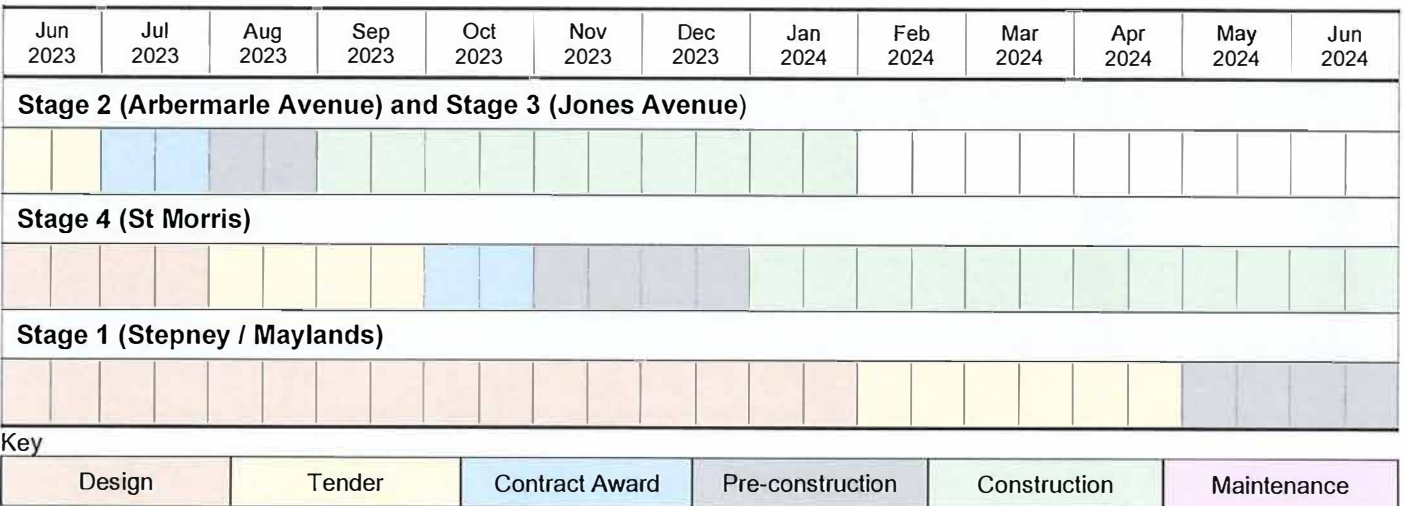 Jun Jul Aug Sep Oct Nov Dec Jan Feb Mar Apr May Jun
2023 2023 2023 2023 2023 2023 2023 2024 2024 2024 2024 2024 2024
Stage 2 (Arbermarle Avenue) and Stage 3 (Jones Avenue)
Stage 4 (St Morris)
Stage 1 (Stepney / Maylands)
Key
Design Tender Contract Award Pre-construction Construction Maintenance